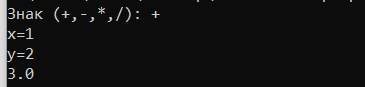 Знак (+,-,*,/): +
x=1
y=2
3.0